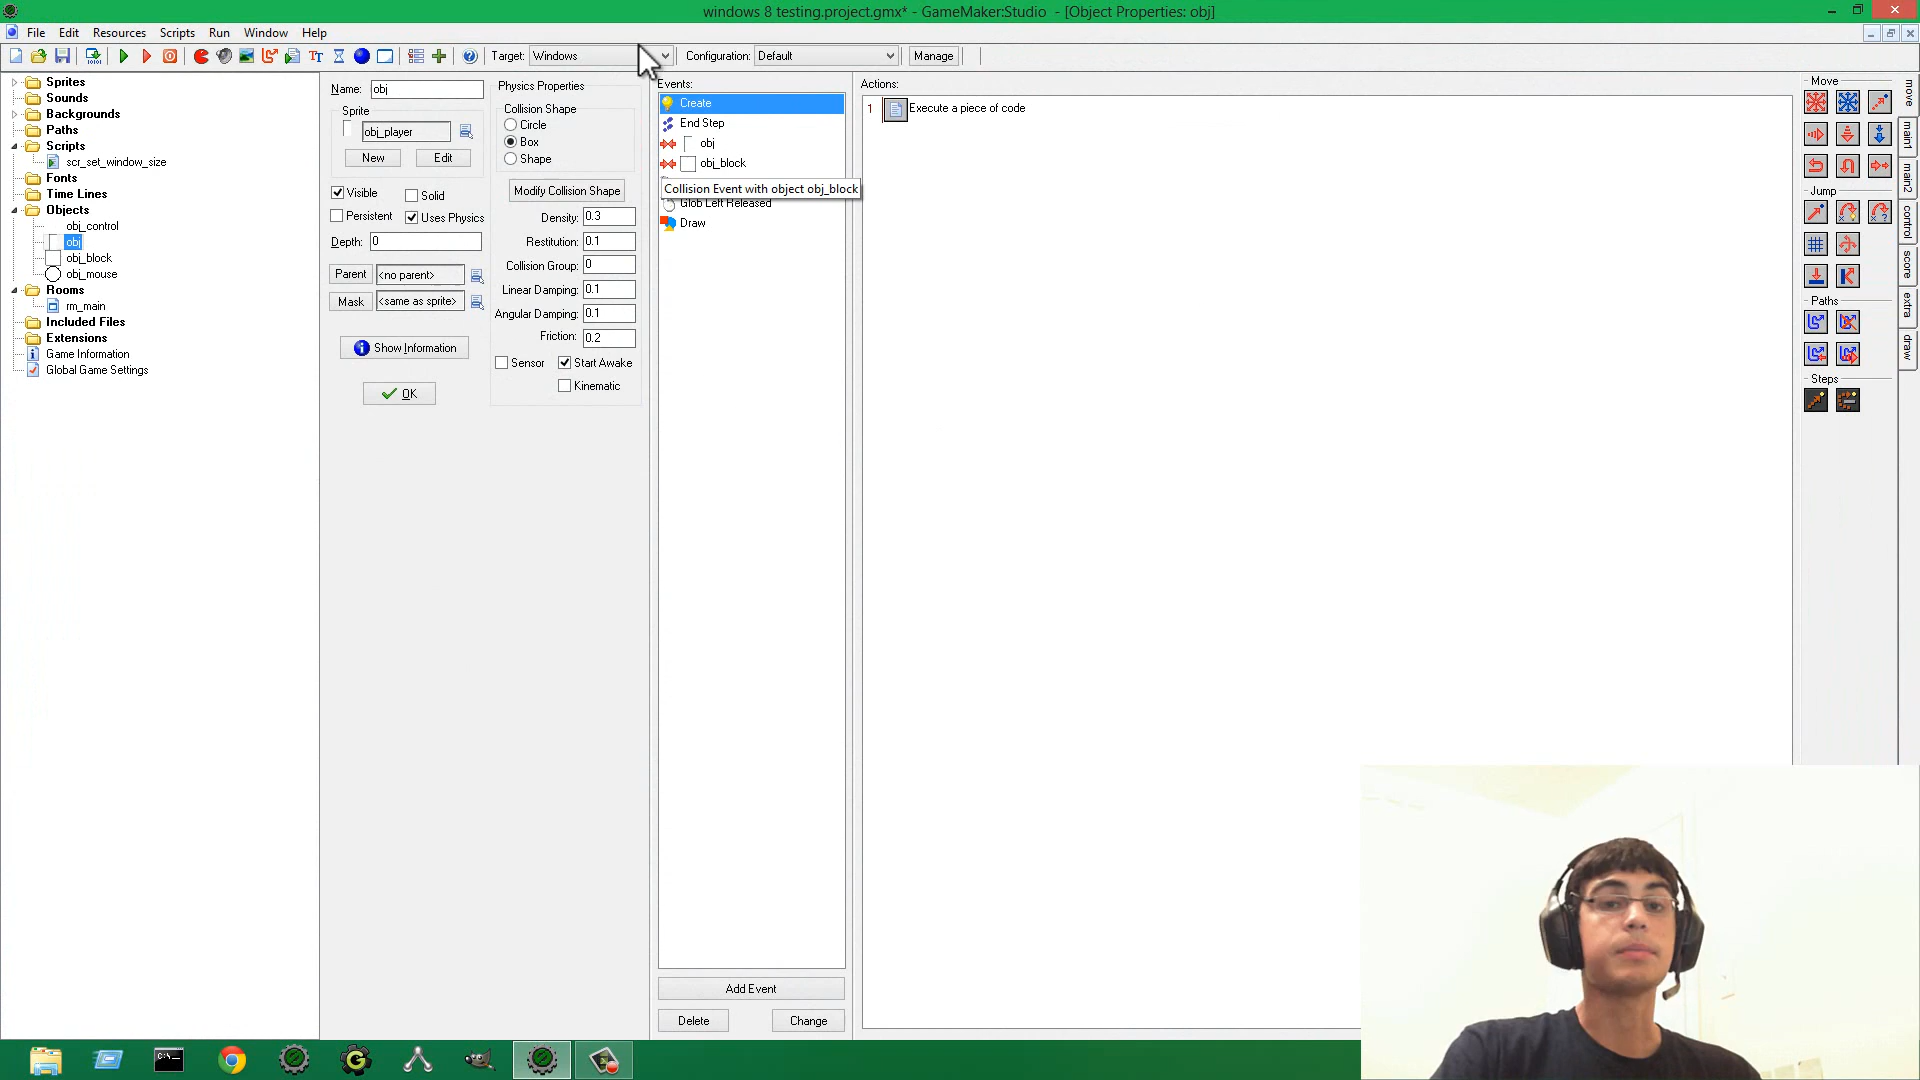 windows 8 testing.project.gmx* - GameMaker:Studio - [Object Properties: obj]
File Edit Resources Scripts Run Window Help
Target: Windows Configuration: Default Manage
Sprites
Sounds
Backgrounds
Paths
Scripts
scr_set_window_size
Fonts
Time Lines
Objects
obj_control
obj
obj_block
obj_mouse
Rooms
rm_main
Included Files
Extensions
Game Information
Global Game Settings
Name: obj
Sprite
obj_player
New Edit
Visible Solid
Persistent Uses Physics
Depth: 0
Parent <no parent>
Mask <same as sprite>
Show Information
OK
Physics Properties
Collision Shape
Circle
Box
Shape
Modify Collision Shape
Density: 0.3
Restitution: 0.1
Collision Group: 0
Linear Damping: 0.1
Angular Damping: 0.1
Friction: 0.2
Sensor Start Awake
Kinematic
Events:
Create
End Step
obj
obj_block
Collision Event with object obj_block
Glob Left Released
Draw
Add Event
Delete Change
Actions:
1 Execute a piece of code
Move
Jump
Paths
Steps
move
main1
main2
control
score
extra
draw